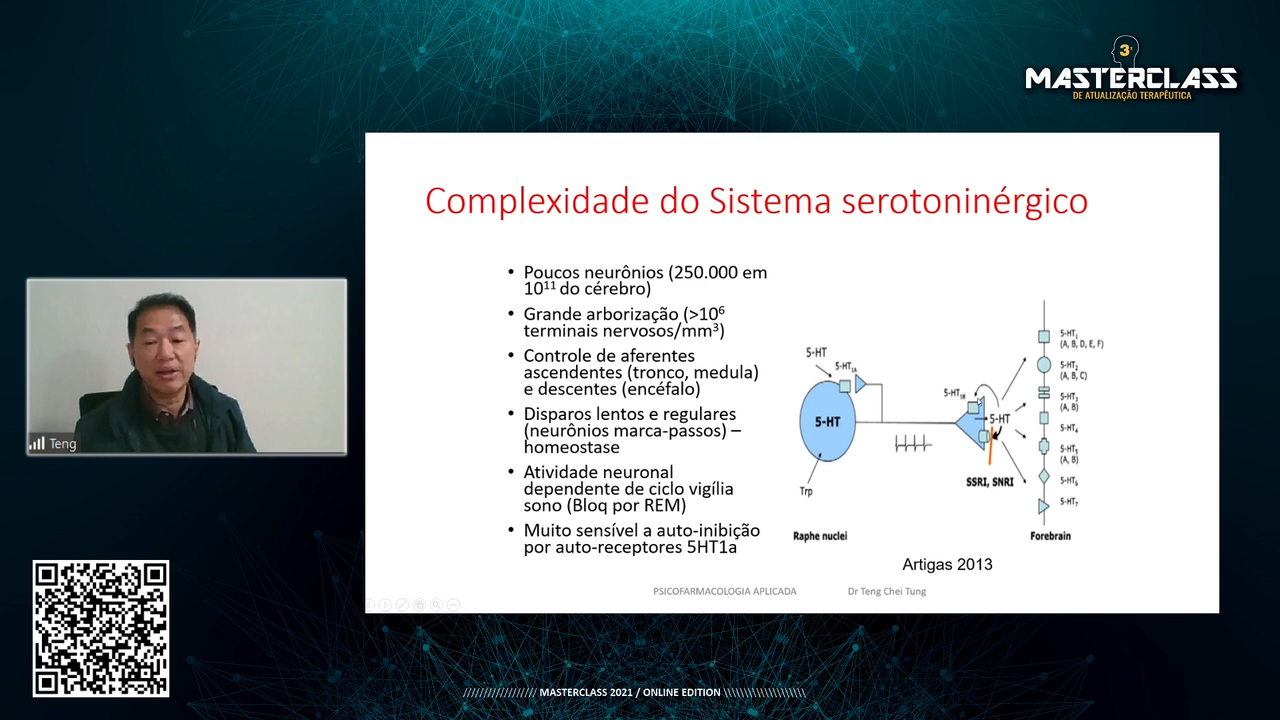 3ª
MASTERCLASS
DE ATUALIZAÇÃO TERAPÊUTICA
Complexidade do Sistema serotoninérgico
• Poucos neurônios (250.000 em
10¹¹ do cérebro)
• Grande arborização (>10⁶
terminais nervosos/mm³)
• Controle de aferentes
ascendentes (tronco, medula)
e descentes (encéfalo)
• Disparos lentos e regulares
(neurônios marca-passos) –
homeostase
• Atividade neuronal
dependente de ciclo vigília
sono (Bloq por REM)
• Muito sensível a auto-inibição
por auto-receptores 5HT1a
5-HT
5-HT1A
5-HT
Trp
Raphe nuclei
5-HT1B
5-HT
SSRI, SNRI
5-HT1
(A, B, D, E, F)
5-HT2
(A, B, C)
5-HT3
(A, B)
5-HT4
5-HT5
(A, B)
5-HT6
5-HT7
Forebrain
Artigas 2013
PSICOFARMACOLOGIA APLICADA Dr Teng Chei Tung
Teng
////////////////// MASTERCLASS 2021 / ONLINE EDITION \\\\\\\\\\\\\\\\\\\\